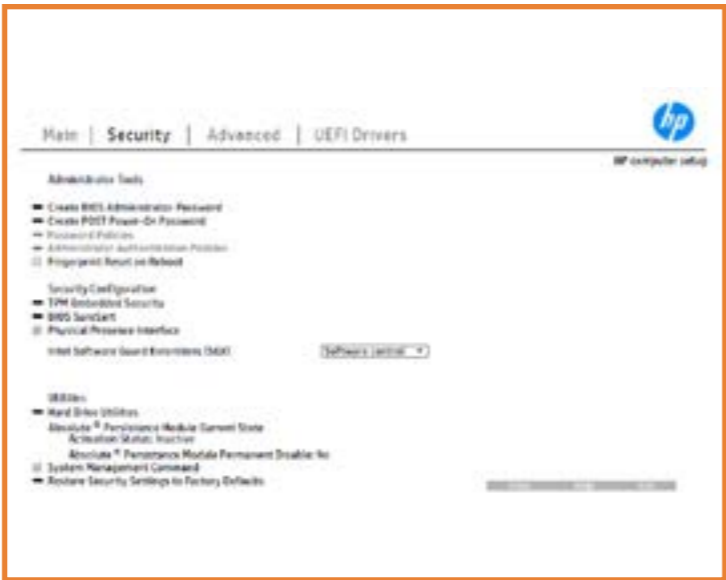 hp
Main | Security | Advanced | UEFI Drivers
HP computer setup
Administrator Tools
Create BIOS Administrator Password
Create POST Power-On Password
Password Policies
Administrator Authentication Policies
Fingerprint Reset on Reboot
Security Configuration
TPM Embedded Security
BIOS SureStart
Physical Presence Interface
Intel Software Guard Extensions (SGX) Software control
Utilities
Hard Drive Utilities
Absolute® Persistence Module Current State
Activation Status: Inactive
Absolute® Persistence Module Permanent Disable: No
System Management Command
Restore Security Settings to Factory Defaults